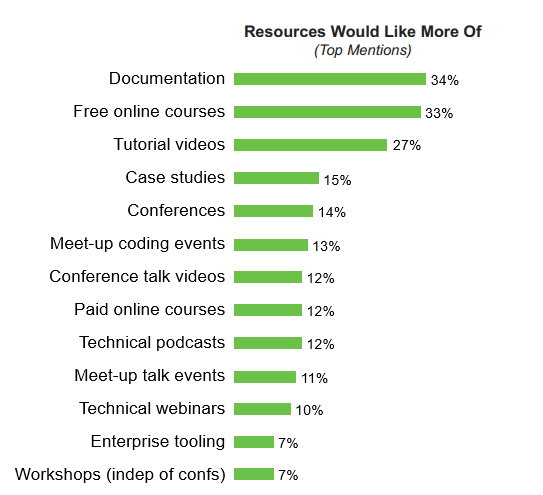 Resources Would Like More Of
(Top Mentions)
Documentation 34%
Free online courses 33%
Tutorial videos 27%
Case studies 15%
Conferences 14%
Meet-up coding events 13%
Conference talk videos 12%
Paid online courses 12%
Technical podcasts 12%
Meet-up talk events 11%
Technical webinars 10%
Enterprise tooling 7%
Workshops (indep of confs) 7%